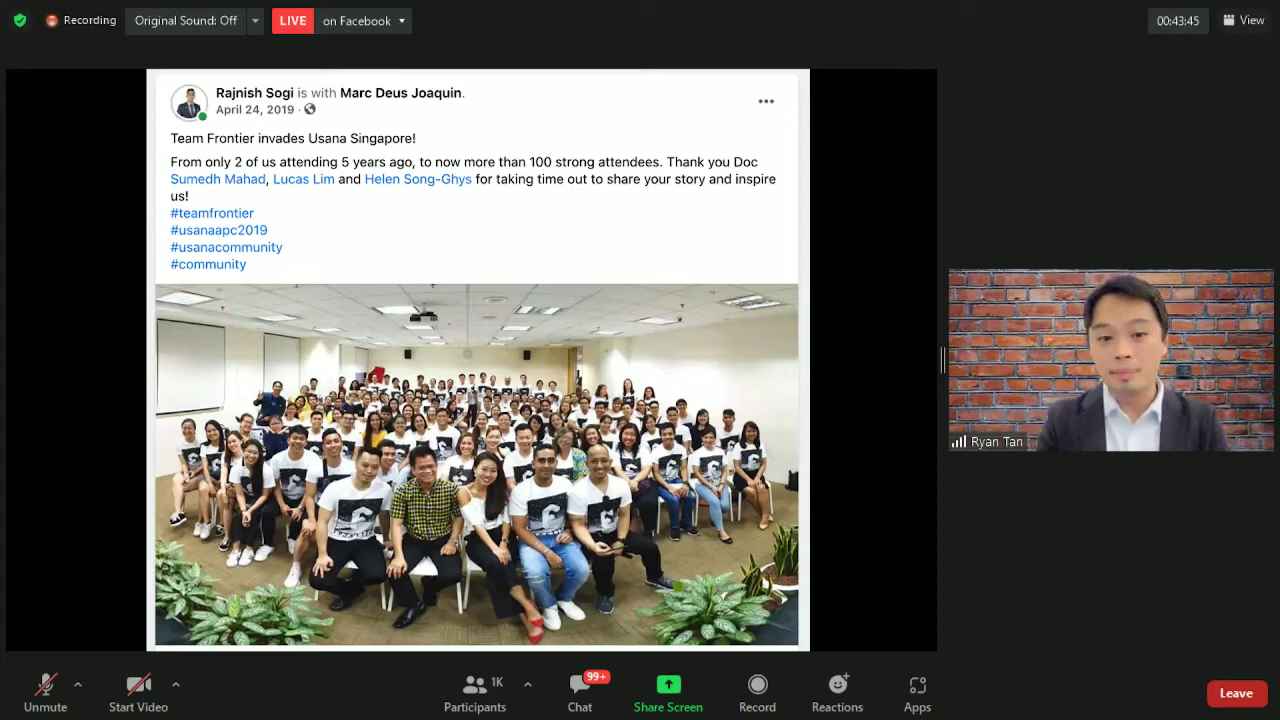 Recording
Original Sound: Off
LIVE on Facebook
00:43:45
View
Rajnish Sogi is with Marc Deus Joaquin.
April 24, 2019 ·
Team Frontier invades Usana Singapore!
From only 2 of us attending 5 years ago, to now more than 100 strong attendees. Thank you Doc
Sumedh Mahad, Lucas Lim and Helen Song-Ghys for taking time out to share your story and inspire
us!
#teamfrontier
#usanaapc2019
#usanacommunity
#community
Ryan Tan
Unmute
Start Video
1K
Participants
99+
Chat
Share Screen
Record
Reactions
Apps
Leave